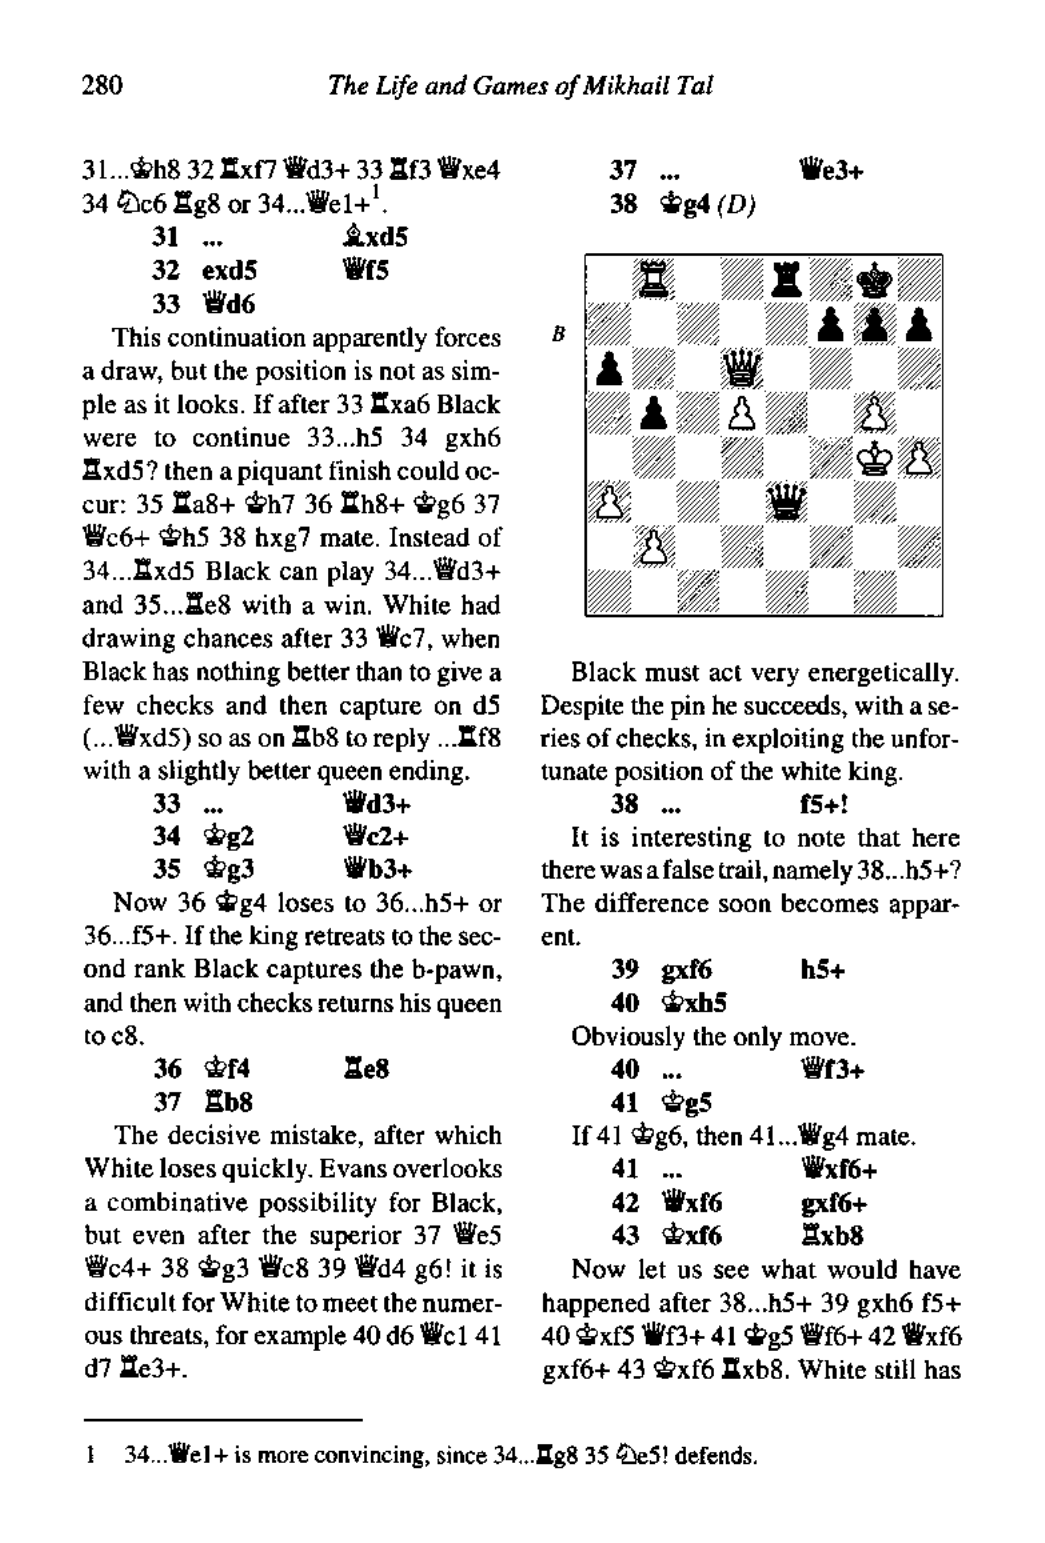 280
The Life and Games of Mikhail Tal
31...♔h8 32 ♖xf7 ♕d3+ 33 ♖f3 ♕xe4
34 ♘c6 ♖g8 or 34...♕e1+¹.
31 ... ♗xd5
32 exd5 ♕f5
33 ♕d6
This continuation apparently forces
a draw, but the position is not as sim-
ple as it looks. If after 33 ♖xa6 Black
were to continue 33...h5 34 gxh6
♖xd5? then a piquant finish could oc-
cur: 35 ♖a8+ ♔h7 36 ♖h8+ ♔g6 37
♕c6+ ♔h5 38 hxg7 mate. Instead of
34...♖xd5 Black can play 34...♕d3+
and 35...♖e8 with a win. White had
drawing chances after 33 ♕c7, when
Black has nothing better than to give a
few checks and then capture on d5
(...♕xd5) so as on ♖b8 to reply ...♖f8
with a slightly better queen ending.
33 ... ♕d3+
34 ♔g2 ♕c2+
35 ♔g3 ♕b3+
Now 36 ♔g4 loses to 36...h5+ or
36...f5+. If the king retreats to the sec-
ond rank Black captures the b-pawn,
and then with checks returns his queen
to c8.
36 ♔f4 ♖e8
37 ♖b8
The decisive mistake, after which
White loses quickly. Evans overlooks
a combinative possibility for Black,
but even after the superior 37 ♕e5
♕c4+ 38 ♔g3 ♕c8 39 ♕d4 g6! it is
difficult for White to meet the numer-
ous threats, for example 40 d6 ♕c1 41
d7 ♖e3+.
37 ... ♕e3+
38 ♔g4 (D)
B
Black must act very energetically.
Despite the pin he succeeds, with a se-
ries of checks, in exploiting the unfor-
tunate position of the white king.
38 ... f5+!
It is interesting to note that here
there was a false trail, namely 38...h5+?
The difference soon becomes appar-
ent.
39 gxf6 h5+
40 ♔xh5
Obviously the only move.
40 ... ♕f3+
41 ♔g5
If 41 ♔g6, then 41...♕g4 mate.
41 ... ♕xf6+
42 ♕xf6 gxf6+
43 ♔xf6 ♖xb8
Now let us see what would have
happened after 38...h5+ 39 gxh6 f5+
40 ♔xf5 ♕f3+ 41 ♔g5 ♕f6+ 42 ♕xf6
gxf6+ 43 ♔xf6 ♖xb8. White still has
1 34...♕e1+ is more convincing, since 34...♖g8 35 ♘e5! defends.